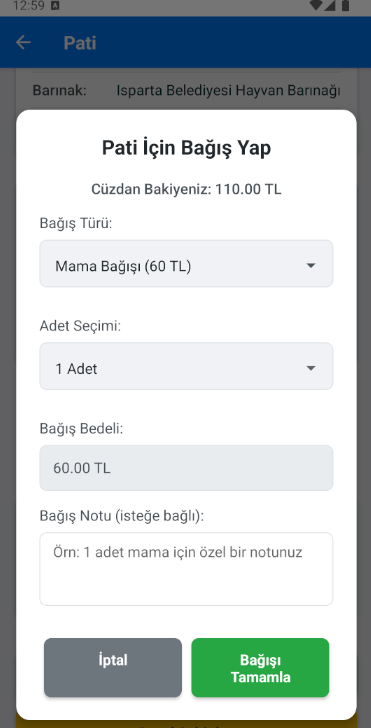 12:59
Pati
Barınak: Isparta Belediyesi Hayvan Barınağı
Pati İçin Bağış Yap
Cüzdan Bakiyeniz: 110.00 TL
Bağış Türü:
Mama Bağışı (60 TL)
Adet Seçimi:
1 Adet
Bağış Bedeli:
60.00 TL
Bağış Notu (isteğe bağlı):
Örn: 1 adet mama için özel bir notunuz
İptal
Bağışı
Tamamla